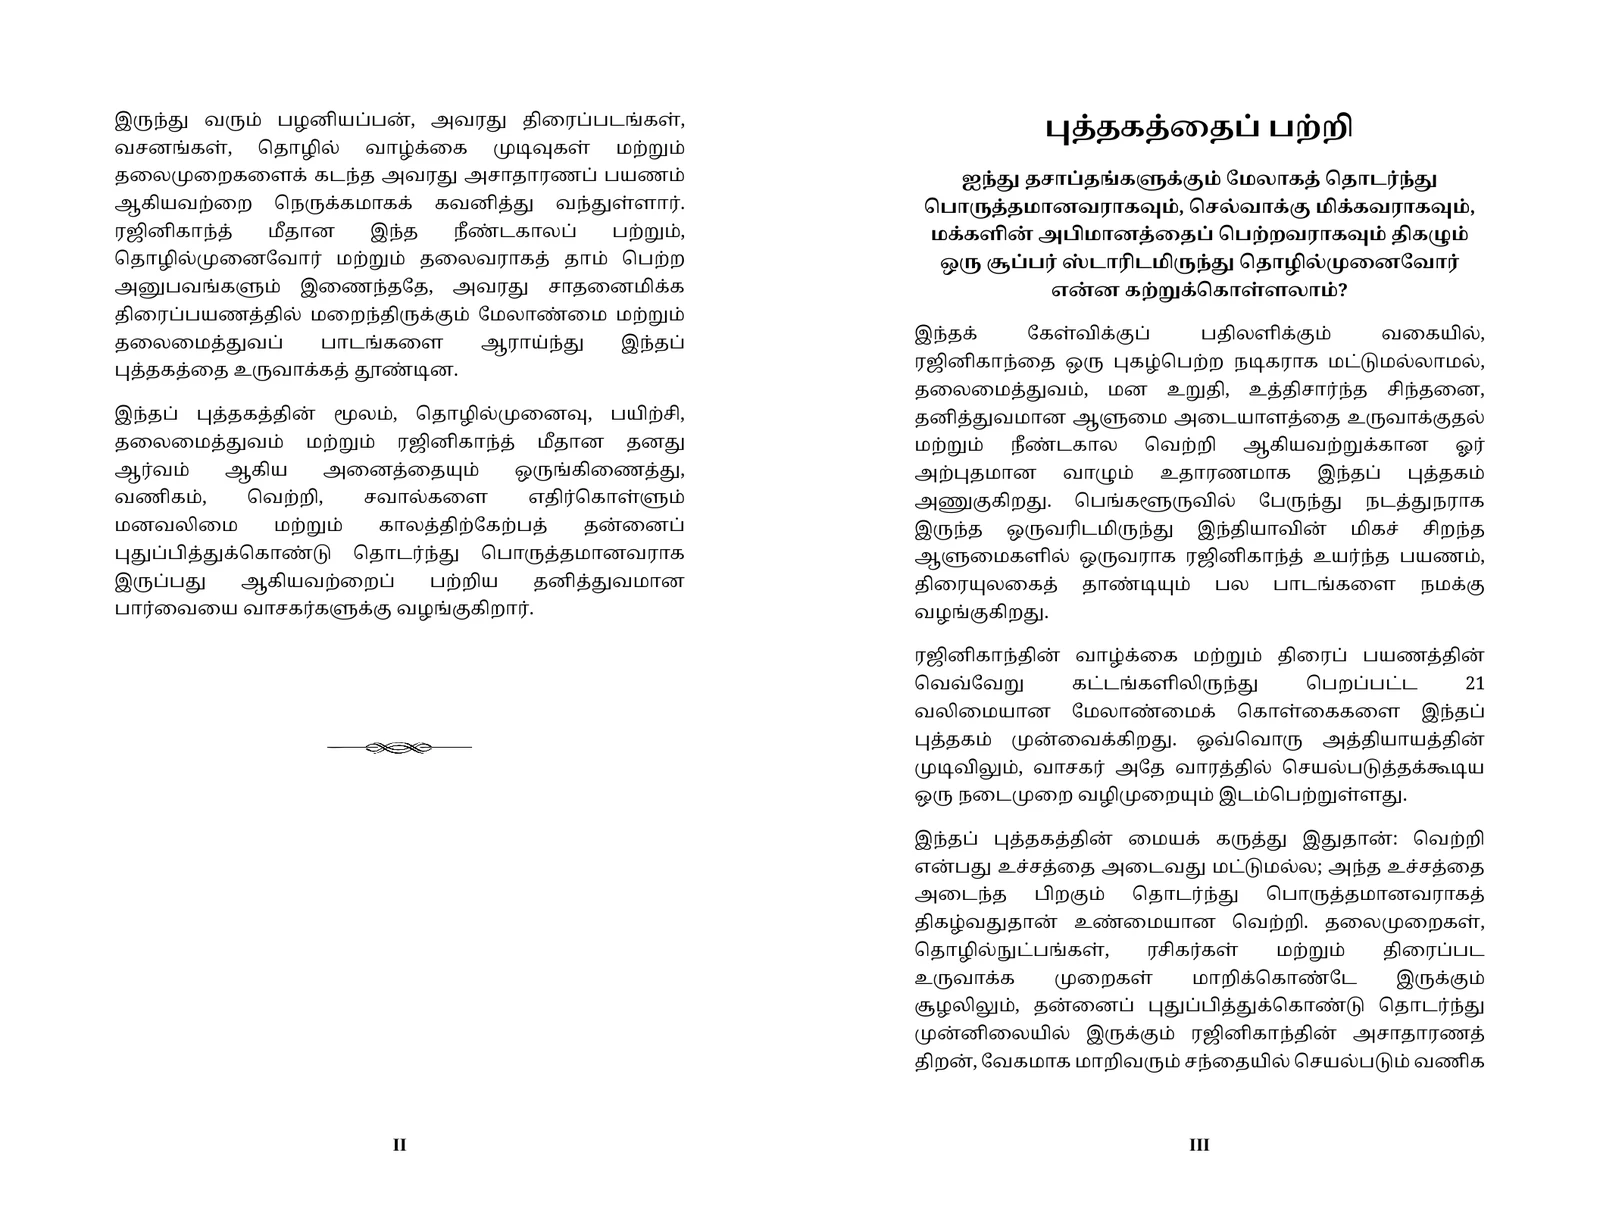 இருந்து வரும் பழனியப்பன், அவரது திரைப்படங்கள்,
வசனங்கள், தொழில் வாழ்க்கை முடிவுகள் மற்றும்
தலைமுறைகளைக் கடந்த அவரது அசாதாரணப் பயணம்
ஆகியவற்றை நெருக்கமாகக் கவனித்து வந்துள்ளார்.
ரஜினிகாந்த் மீதான இந்த நீண்டகாலப் பற்றும்,
தொழில்முனைவோர் மற்றும் தலைவராகத் தாம் பெற்ற
அனுபவங்களும் இணைந்ததே, அவரது சாதனைமிக்க
திரைப்பயணத்தில் மறைந்திருக்கும் மேலாண்மை மற்றும்
தலைமைத்துவப் பாடங்களை ஆராய்ந்து இந்தப்
புத்தகத்தை உருவாக்கத் தூண்டின.
இந்தப் புத்தகத்தின் மூலம், தொழில்முனைவு, பயிற்சி,
தலைமைத்துவம் மற்றும் ரஜினிகாந்த் மீதான தனது
ஆர்வம் ஆகிய அனைத்தையும் ஒருங்கிணைத்து,
வணிகம், வெற்றி, சவால்களை எதிர்கொள்ளும்
மனவலிமை மற்றும் காலத்திற்கேற்பத் தன்னைப்
புதுப்பித்துக்கொண்டு தொடர்ந்து பொருத்தமானவராக
இருப்பது ஆகியவற்றைப் பற்றிய தனித்துவமான
பார்வையை வாசகர்களுக்கு வழங்குகிறார்.
II
புத்தகத்தைப் பற்றி
ஐந்து தசாப்தங்களுக்கும் மேலாகத் தொடர்ந்து
பொருத்தமானவராகவும், செல்வாக்கு மிக்கவராகவும்,
மக்களின் அபிமானத்தைப் பெற்றவராகவும் திகழும்
ஒரு சூப்பர் ஸ்டாரிடமிருந்து தொழில்முனைவோர்
என்ன கற்றுக்கொள்ளலாம்?
இந்தக் கேள்விக்குப் பதிலளிக்கும் வகையில்,
ரஜினிகாந்தை ஒரு புகழ்பெற்ற நடிகராக மட்டுமல்லாமல்,
தலைமைத்துவம், மன உறுதி, உத்திசார்ந்த சிந்தனை,
தனித்துவமான ஆளுமை அடையாளத்தை உருவாக்குதல்
மற்றும் நீண்டகால வெற்றி ஆகியவற்றுக்கான ஓர்
அற்புதமான வாழும் உதாரணமாக இந்தப் புத்தகம்
அணுகுகிறது. பெங்களூருவில் பேருந்து நடத்துநராக
இருந்த ஒருவரிடமிருந்து இந்தியாவின் மிகச் சிறந்த
ஆளுமைகளில் ஒருவராக ரஜினிகாந்த் உயர்ந்த பயணம்,
திரையுலகைத் தாண்டியும் பல பாடங்களை நமக்கு
வழங்குகிறது.
ரஜினிகாந்தின் வாழ்க்கை மற்றும் திரைப் பயணத்தின்
வெவ்வேறு கட்டங்களிலிருந்து பெறப்பட்ட 21
வலிமையான மேலாண்மைக் கொள்கைகளை இந்தப்
புத்தகம் முன்வைக்கிறது. ஒவ்வொரு அத்தியாயத்தின்
முடிவிலும், வாசகர் அதே வாரத்தில் செயல்படுத்தக்கூடிய
ஒரு நடைமுறை வழிமுறையும் இடம்பெற்றுள்ளது.
இந்தப் புத்தகத்தின் மையக் கருத்து இதுதான்: வெற்றி
என்பது உச்சத்தை அடைவது மட்டுமல்ல; அந்த உச்சத்தை
அடைந்த பிறகும் தொடர்ந்து பொருத்தமானவராகத்
திகழ்வதுதான் உண்மையான வெற்றி. தலைமுறைகள்,
தொழில்நுட்பங்கள், ரசிகர்கள் மற்றும் திரைப்பட
உருவாக்க முறைகள் மாறிக்கொண்டே இருக்கும்
சூழலிலும், தன்னைப் புதுப்பித்துக்கொண்டு தொடர்ந்து
முன்னிலையில் இருக்கும் ரஜினிகாந்தின் அசாதாரணத்
திறன், வேகமாக மாறிவரும் சந்தையில் செயல்படும் வணிக
III